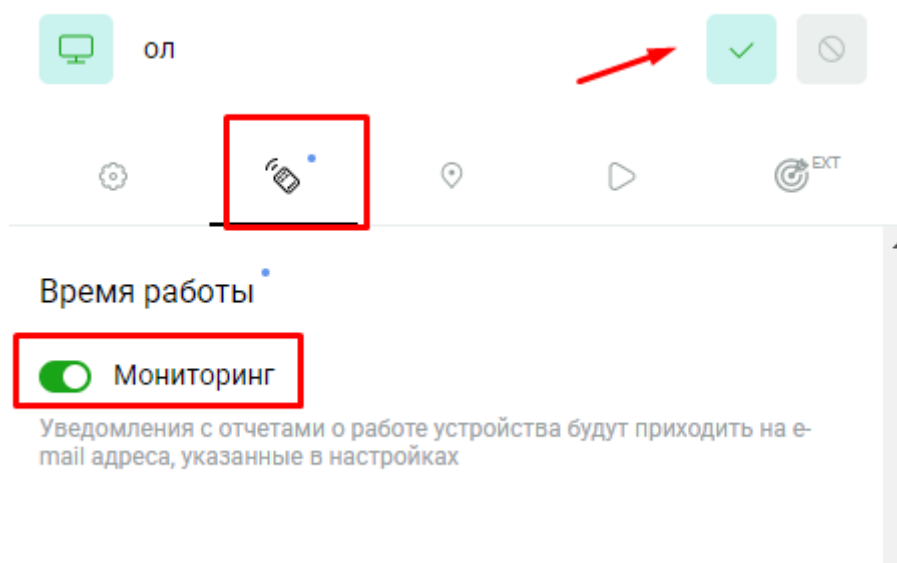 ол
EXT
Время работы
Мониторинг
Уведомления с отчетами о работе устройства будут приходить на e-
mail адреса, указанные в настройках